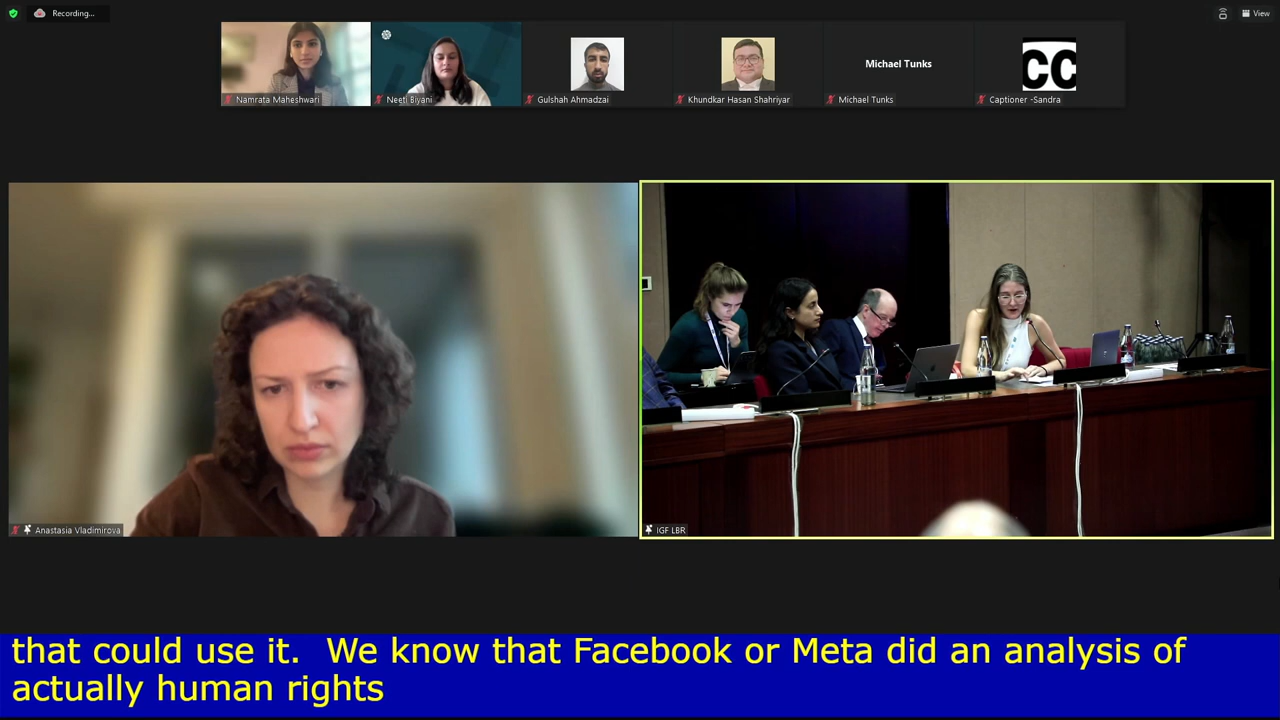 Recording...
View
Michael Tunks
CC
Namrata Maheshwari
Neeti Biyani
Gulshah Ahmadzai
Khundkar Hasan Shahriyar
Michael Tunks
Captioner -Sandra
Anastasia Vladimirova
IGF LBR
that could use it.  We know that Facebook or Meta did an analysis of
actually human rights